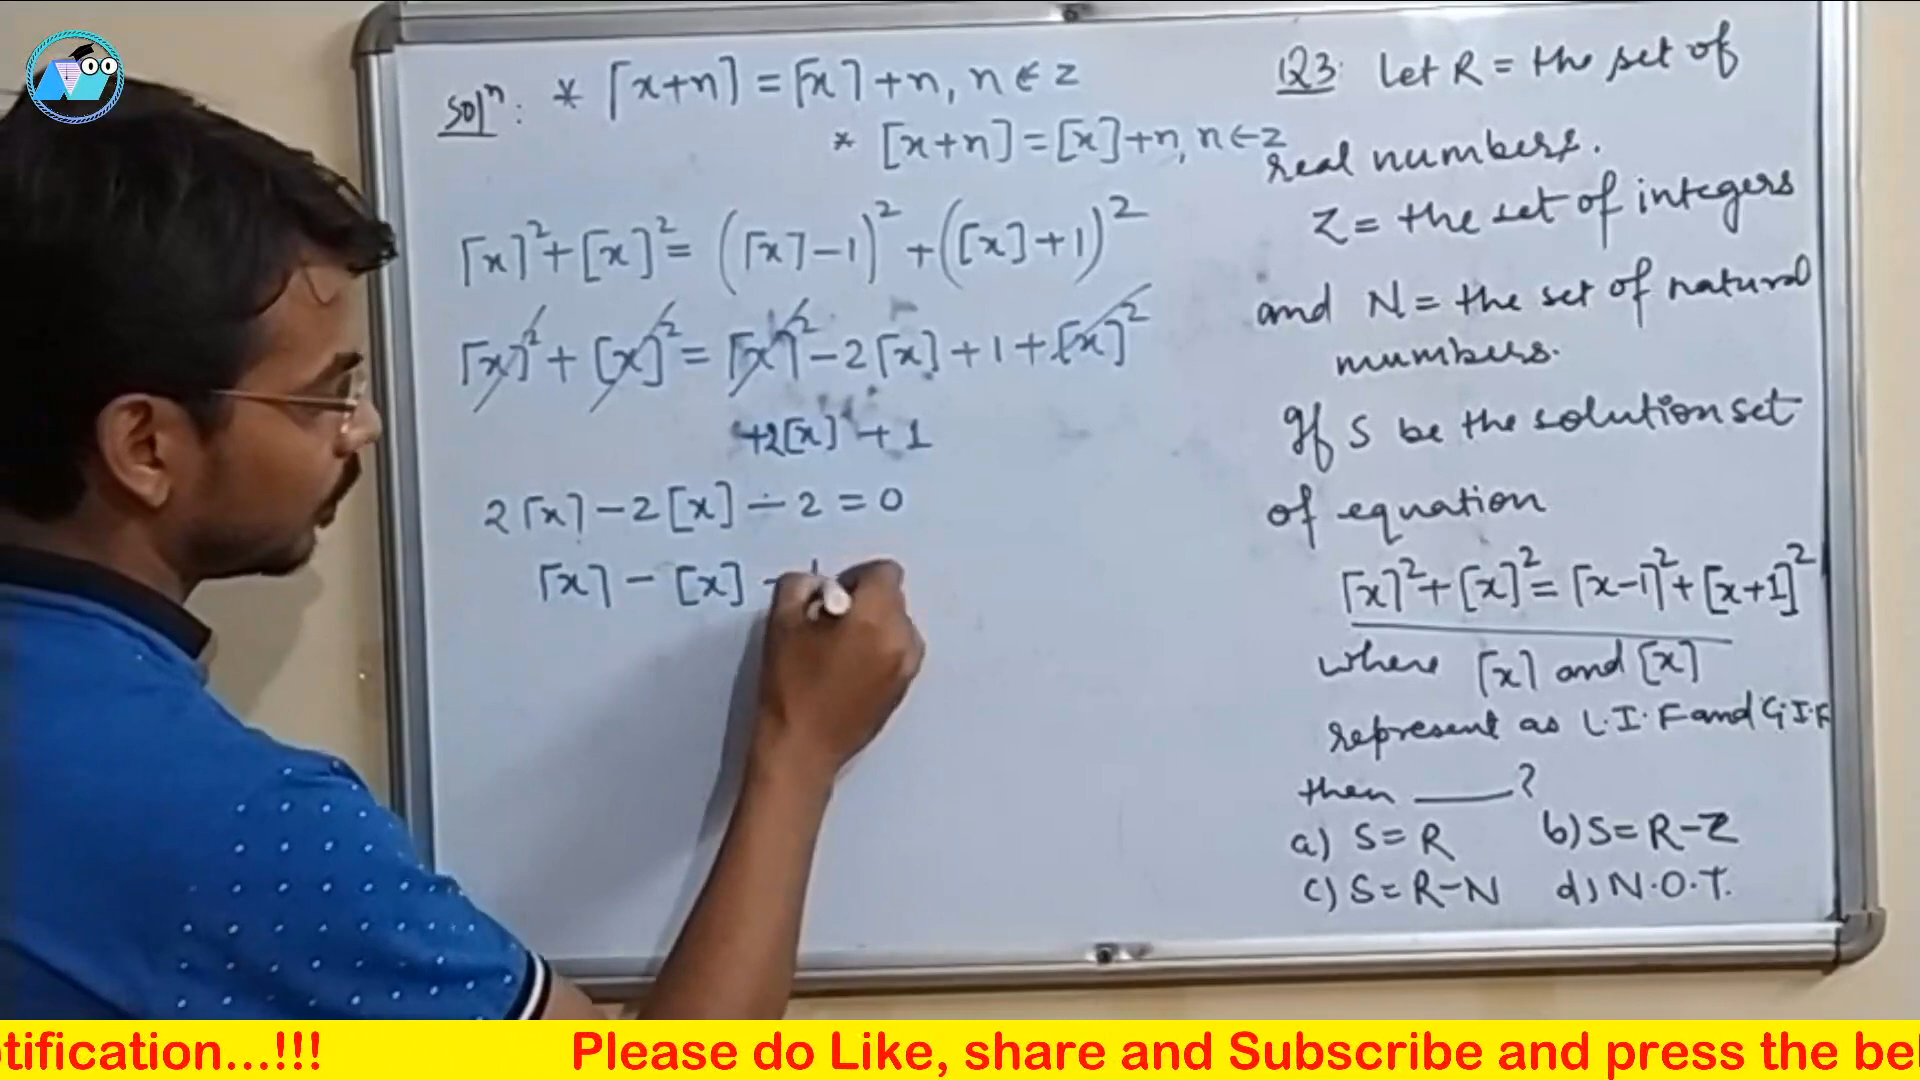 Solⁿ: * ⌈x+n⌉ = ⌈x⌉ + n, n ∈ z
* [x+n] = [x]+n, n ∈ z
⌈x⌉² + [x]² = (⌈x⌉ - 1)² + ([x] + 1)²
⌈x⌉² + [x]² = ⌈x⌉² - 2⌈x⌉ + 1 + [x]²
+2[x] + 1
2⌈x⌉ - 2[x] - 2 = 0
⌈x⌉ - [x] -
Q3. Let R = the set of
real numbers.
Z = the set of integers
and N = the set of natural
numbers.
If S be the solution set
of equation
⌈x⌉² + [x]² = ⌈x-1⌉² + [x+1]²
where ⌈x⌉ and [x]
represent as L.I.F and G.I.F
then ____?
a) S = R b) S = R-Z
c) S = R-N d) N.O.T.
tification...!!! Please do Like, share and Subscribe and press the be